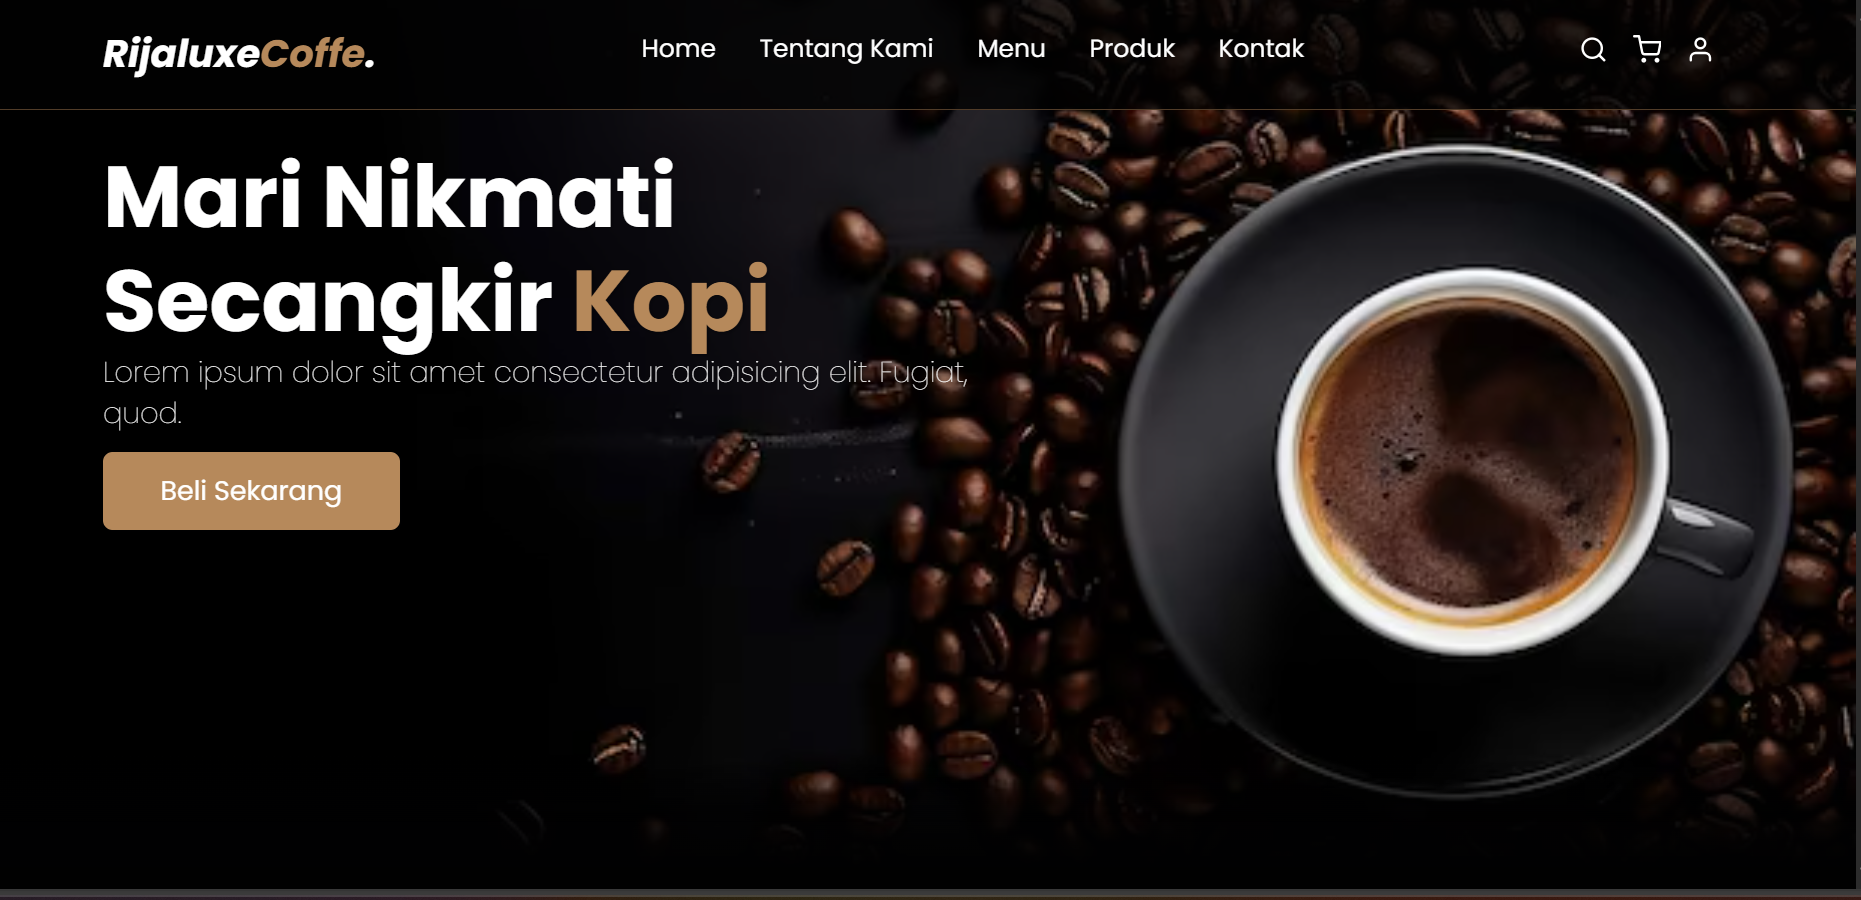 RijaluxeCoffe.
Home Tentang Kami Menu Produk Kontak
Mari Nikmati
Secangkir Kopi
Lorem ipsum dolor sit amet consectetur adipisicing elit. Fugiat,
quod.
Beli Sekarang